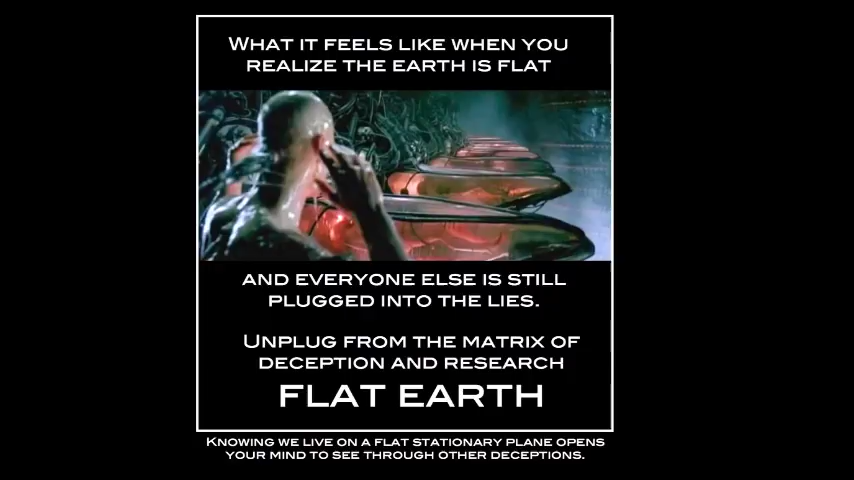 What it feels like when you
realize the earth is flat
and everyone else is still
plugged into the lies.
Unplug from the matrix of
deception and research
FLAT EARTH
Knowing we live on a flat stationary plane opens
your mind to see through other deceptions.